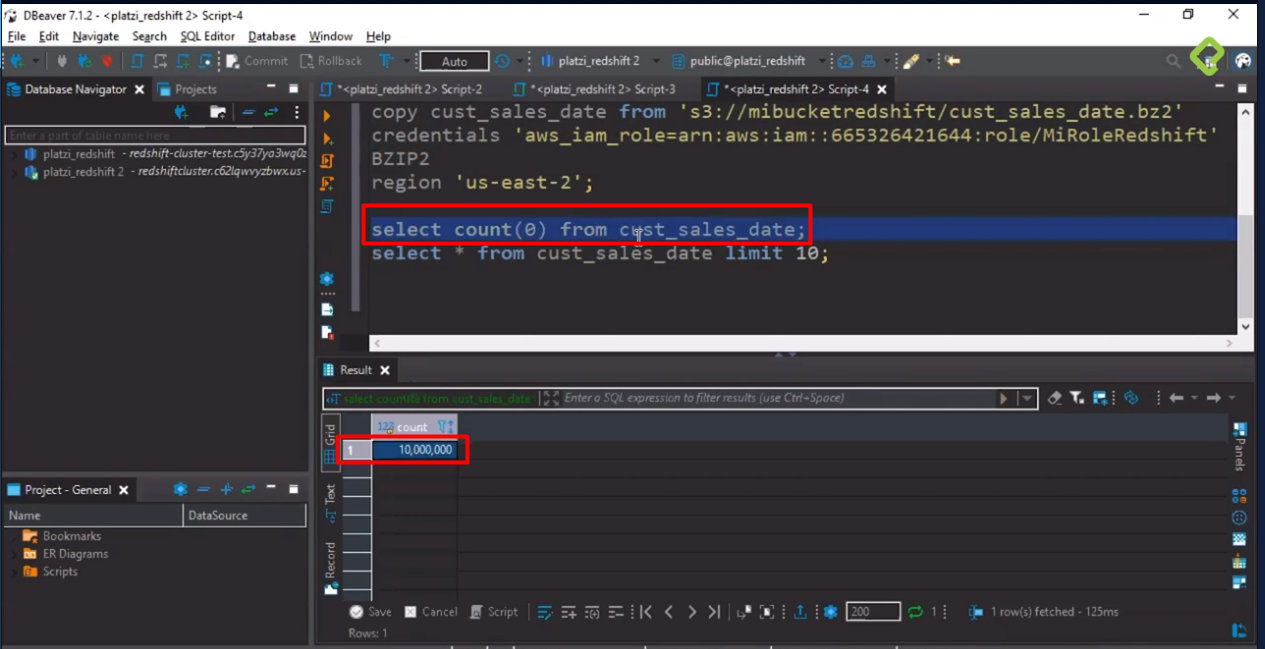 DBeaver 7.1.2 - <platzi_redshift 2> Script-4
File Edit Navigate Search SQL Editor Database Window Help
Commit Rollback Auto platzi_redshift 2 public@platzi_redshift
Database Navigator Projects
*<platzi_redshift 2> Script-2 *<platzi_redshift 2> Script-3 *<platzi_redshift 2> Script-4
Enter a part of table name here
platzi_redshift - redshift-cluster-test.c5y37ya3wq0z
platzi_redshift 2 - redshiftcluster.c62lqwvyzbwx.us-
copy cust_sales_date from 's3://mibucketredshift/cust_sales_date.bz2'
credentials 'aws_iam_role=arn:aws:iam::665326421644:role/MiRoleRedshift'
BZIP2
region 'us-east-2';
select count(0) from cust_sales_date;
select * from cust_sales_date limit 10;
Result
select count(0) from cust_sales_date Enter a SQL expression to filter results (use Ctrl+Space)
Grid
Text
Record
123 count
1 10,000,000
Panels
Project - General
Name DataSource
Bookmarks
ER Diagrams
Scripts
Save Cancel Script 200 1 1 row(s) fetched - 125ms
Rows: 1